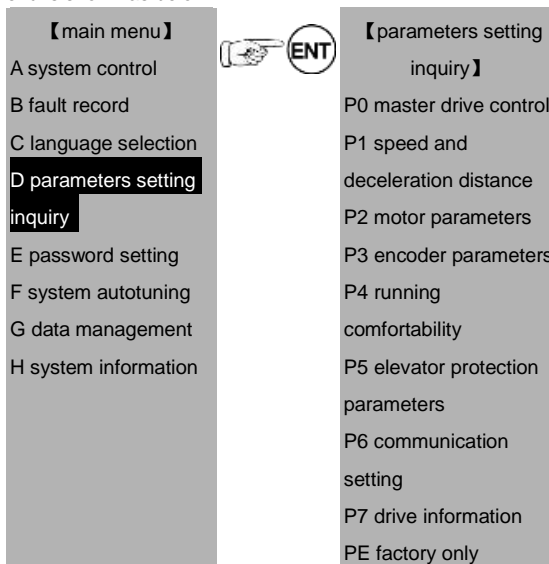 【main menu】
A system control
B fault record
C language selection
D parameters setting
inquiry
E password setting
F system autotuning
G data management
H system information
ENT
【parameters setting
inquiry】
P0 master drive control
P1 speed and
deceleration distance
P2 motor parameters
P3 encoder parameters
P4 running
comfortability
P5 elevator protection
parameters
P6 communication
setting
P7 drive information
PE factory only